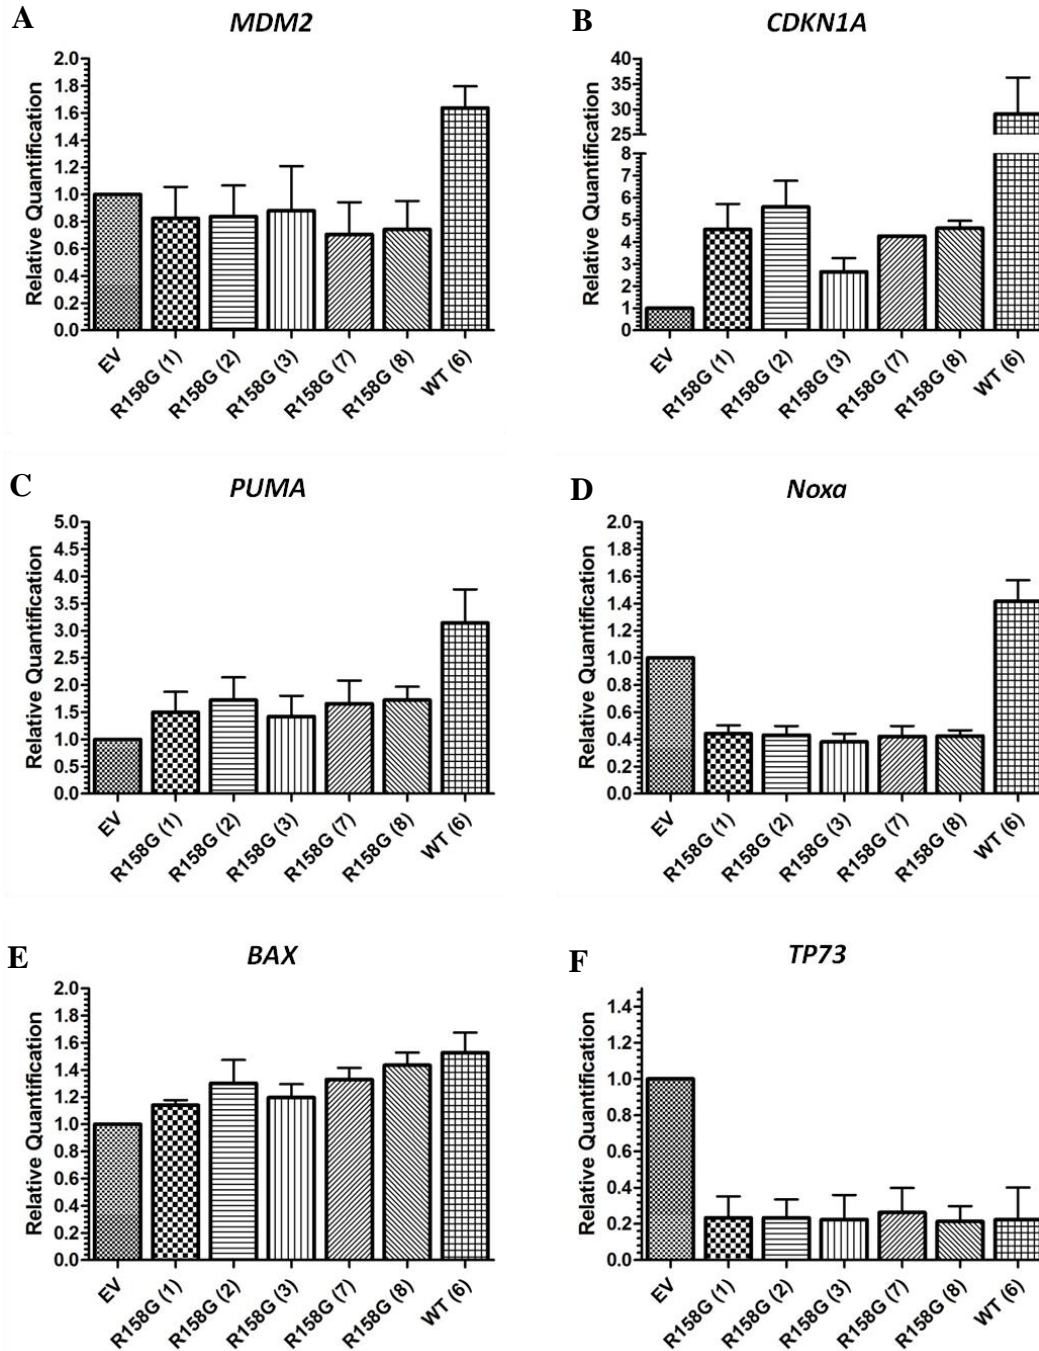 A
MDM2
Relative Quantification
2.0
1.8
1.6
1.4
1.2
1.0
0.8
0.6
0.4
0.2
0.0
EV
R158G (1)
R158G (2)
R158G (3)
R158G (7)
R158G (8)
WT (6)
B
CDKN1A
Relative Quantification
40
35
30
25
8
7
6
5
4
3
2
1
0
EV
R158G (1)
R158G (2)
R158G (3)
R158G (7)
R158G (8)
WT (6)
C
PUMA
Relative Quantification
5.0
4.5
4.0
3.5
3.0
2.5
2.0
1.5
1.0
0.5
0.0
EV
R158G (1)
R158G (2)
R158G (3)
R158G (7)
R158G (8)
WT (6)
D
Noxa
Relative Quantification
2.0
1.8
1.6
1.4
1.2
1.0
0.8
0.6
0.4
0.2
0.0
EV
R158G (1)
R158G (2)
R158G (3)
R158G (7)
R158G (8)
WT (6)
E
BAX
Relative Quantification
2.0
1.8
1.6
1.4
1.2
1.0
0.8
0.6
0.4
0.2
0.0
EV
R158G (1)
R158G (2)
R158G (3)
R158G (7)
R158G (8)
WT (6)
F
TP73
Relative Quantification
1.4
1.2
1.0
0.8
0.6
0.4
0.2
0.0
EV
R158G (1)
R158G (2)
R158G (3)
R158G (7)
R158G (8)
WT (6)